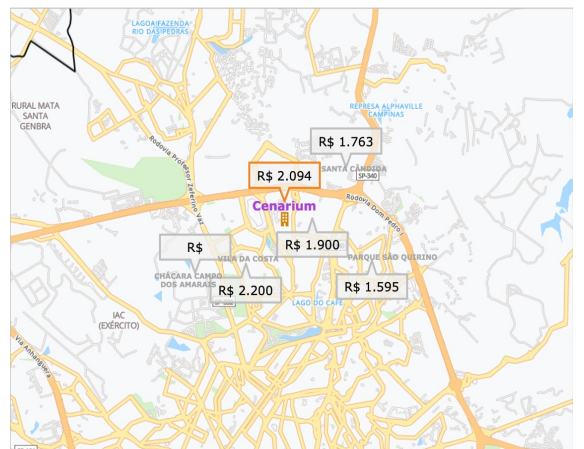 LAGOA FAZENDA
RIO DAS PEDRAS
RURAL MATA
SANTA
GENBRA
REPRESA ALPHAVILLE
CAMPINAS
Rodovia Professor Zeferino Vaz
R$ 1.763
SANTA CÂNDIDA
SP-340
R$ 2.094
Cenarium
Rodovia Dom Pedro I
R$
R$ 1.900
VILA DA COSTA
PARQUE SÃO QUIRINO
CHÁCARA CAMPO
DOS AMARAIS
R$ 2.200
R$ 1.595
LAGO DO CAFÉ
IAC
(EXÉRCITO)
Via Anhanguera